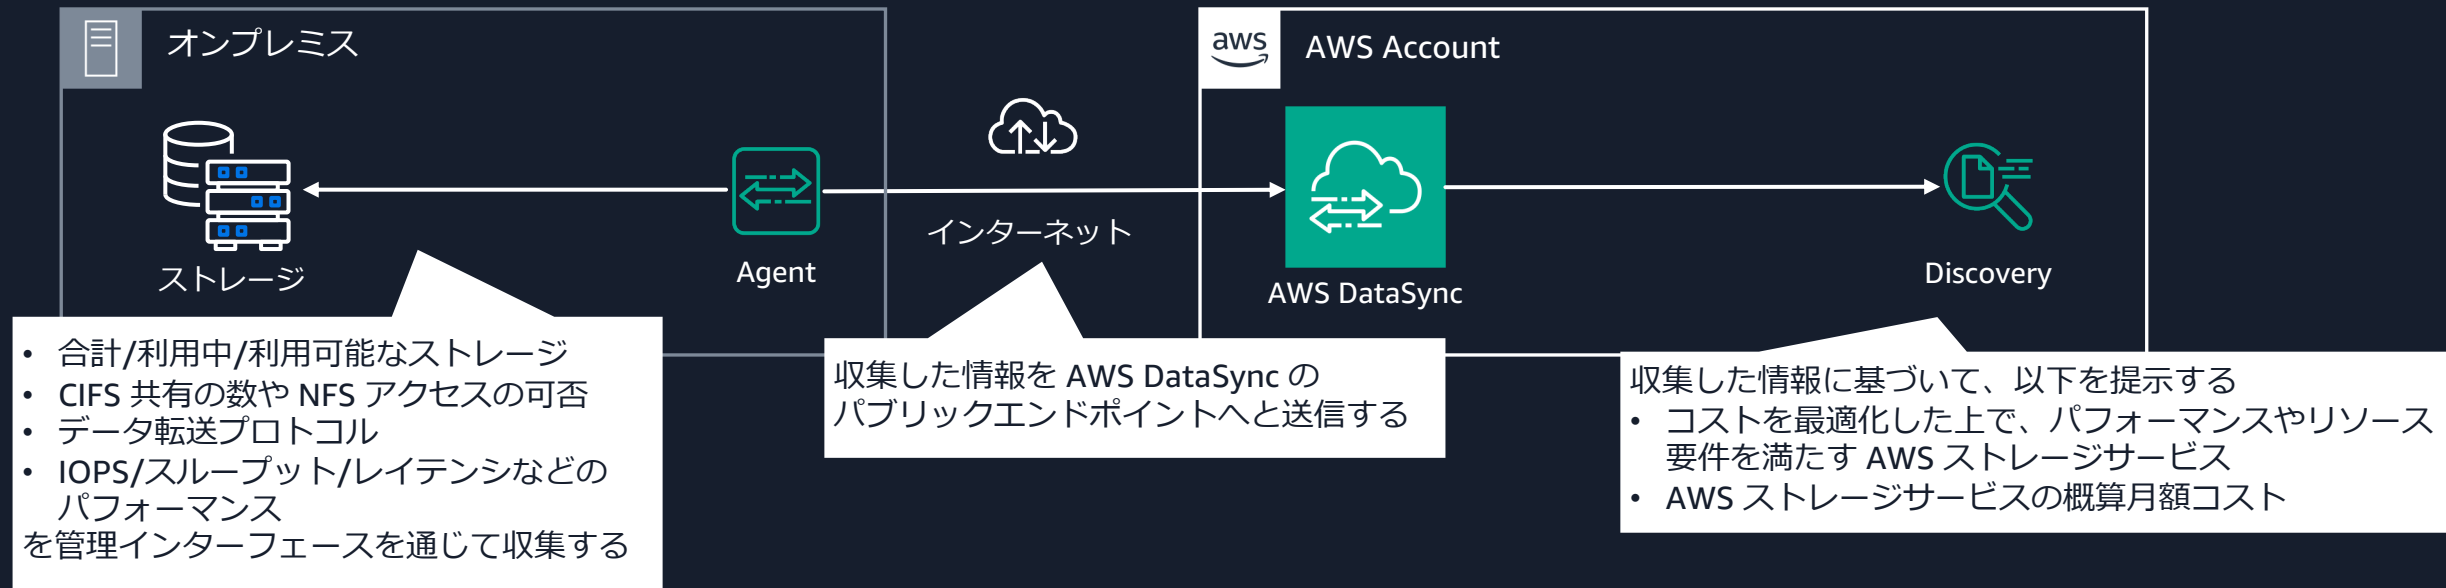 オンプレミス
aws
AWS Account
ストレージ
Agent
インターネット
AWS DataSync
Discovery
• 合計/利用中/利用可能なストレージ
• CIFS 共有の数や NFS アクセスの可否
• データ転送プロトコル
• IOPS/スループット/レイテンシなどの
パフォーマンス
を管理インターフェースを通じて収集する
収集した情報を AWS DataSync の
パブリックエンドポイントへと送信する
収集した情報に基づいて、以下を提示する
• コストを最適化した上で、パフォーマンスやリソース
要件を満たす AWS ストレージサービス
• AWS ストレージサービスの概算月額コスト